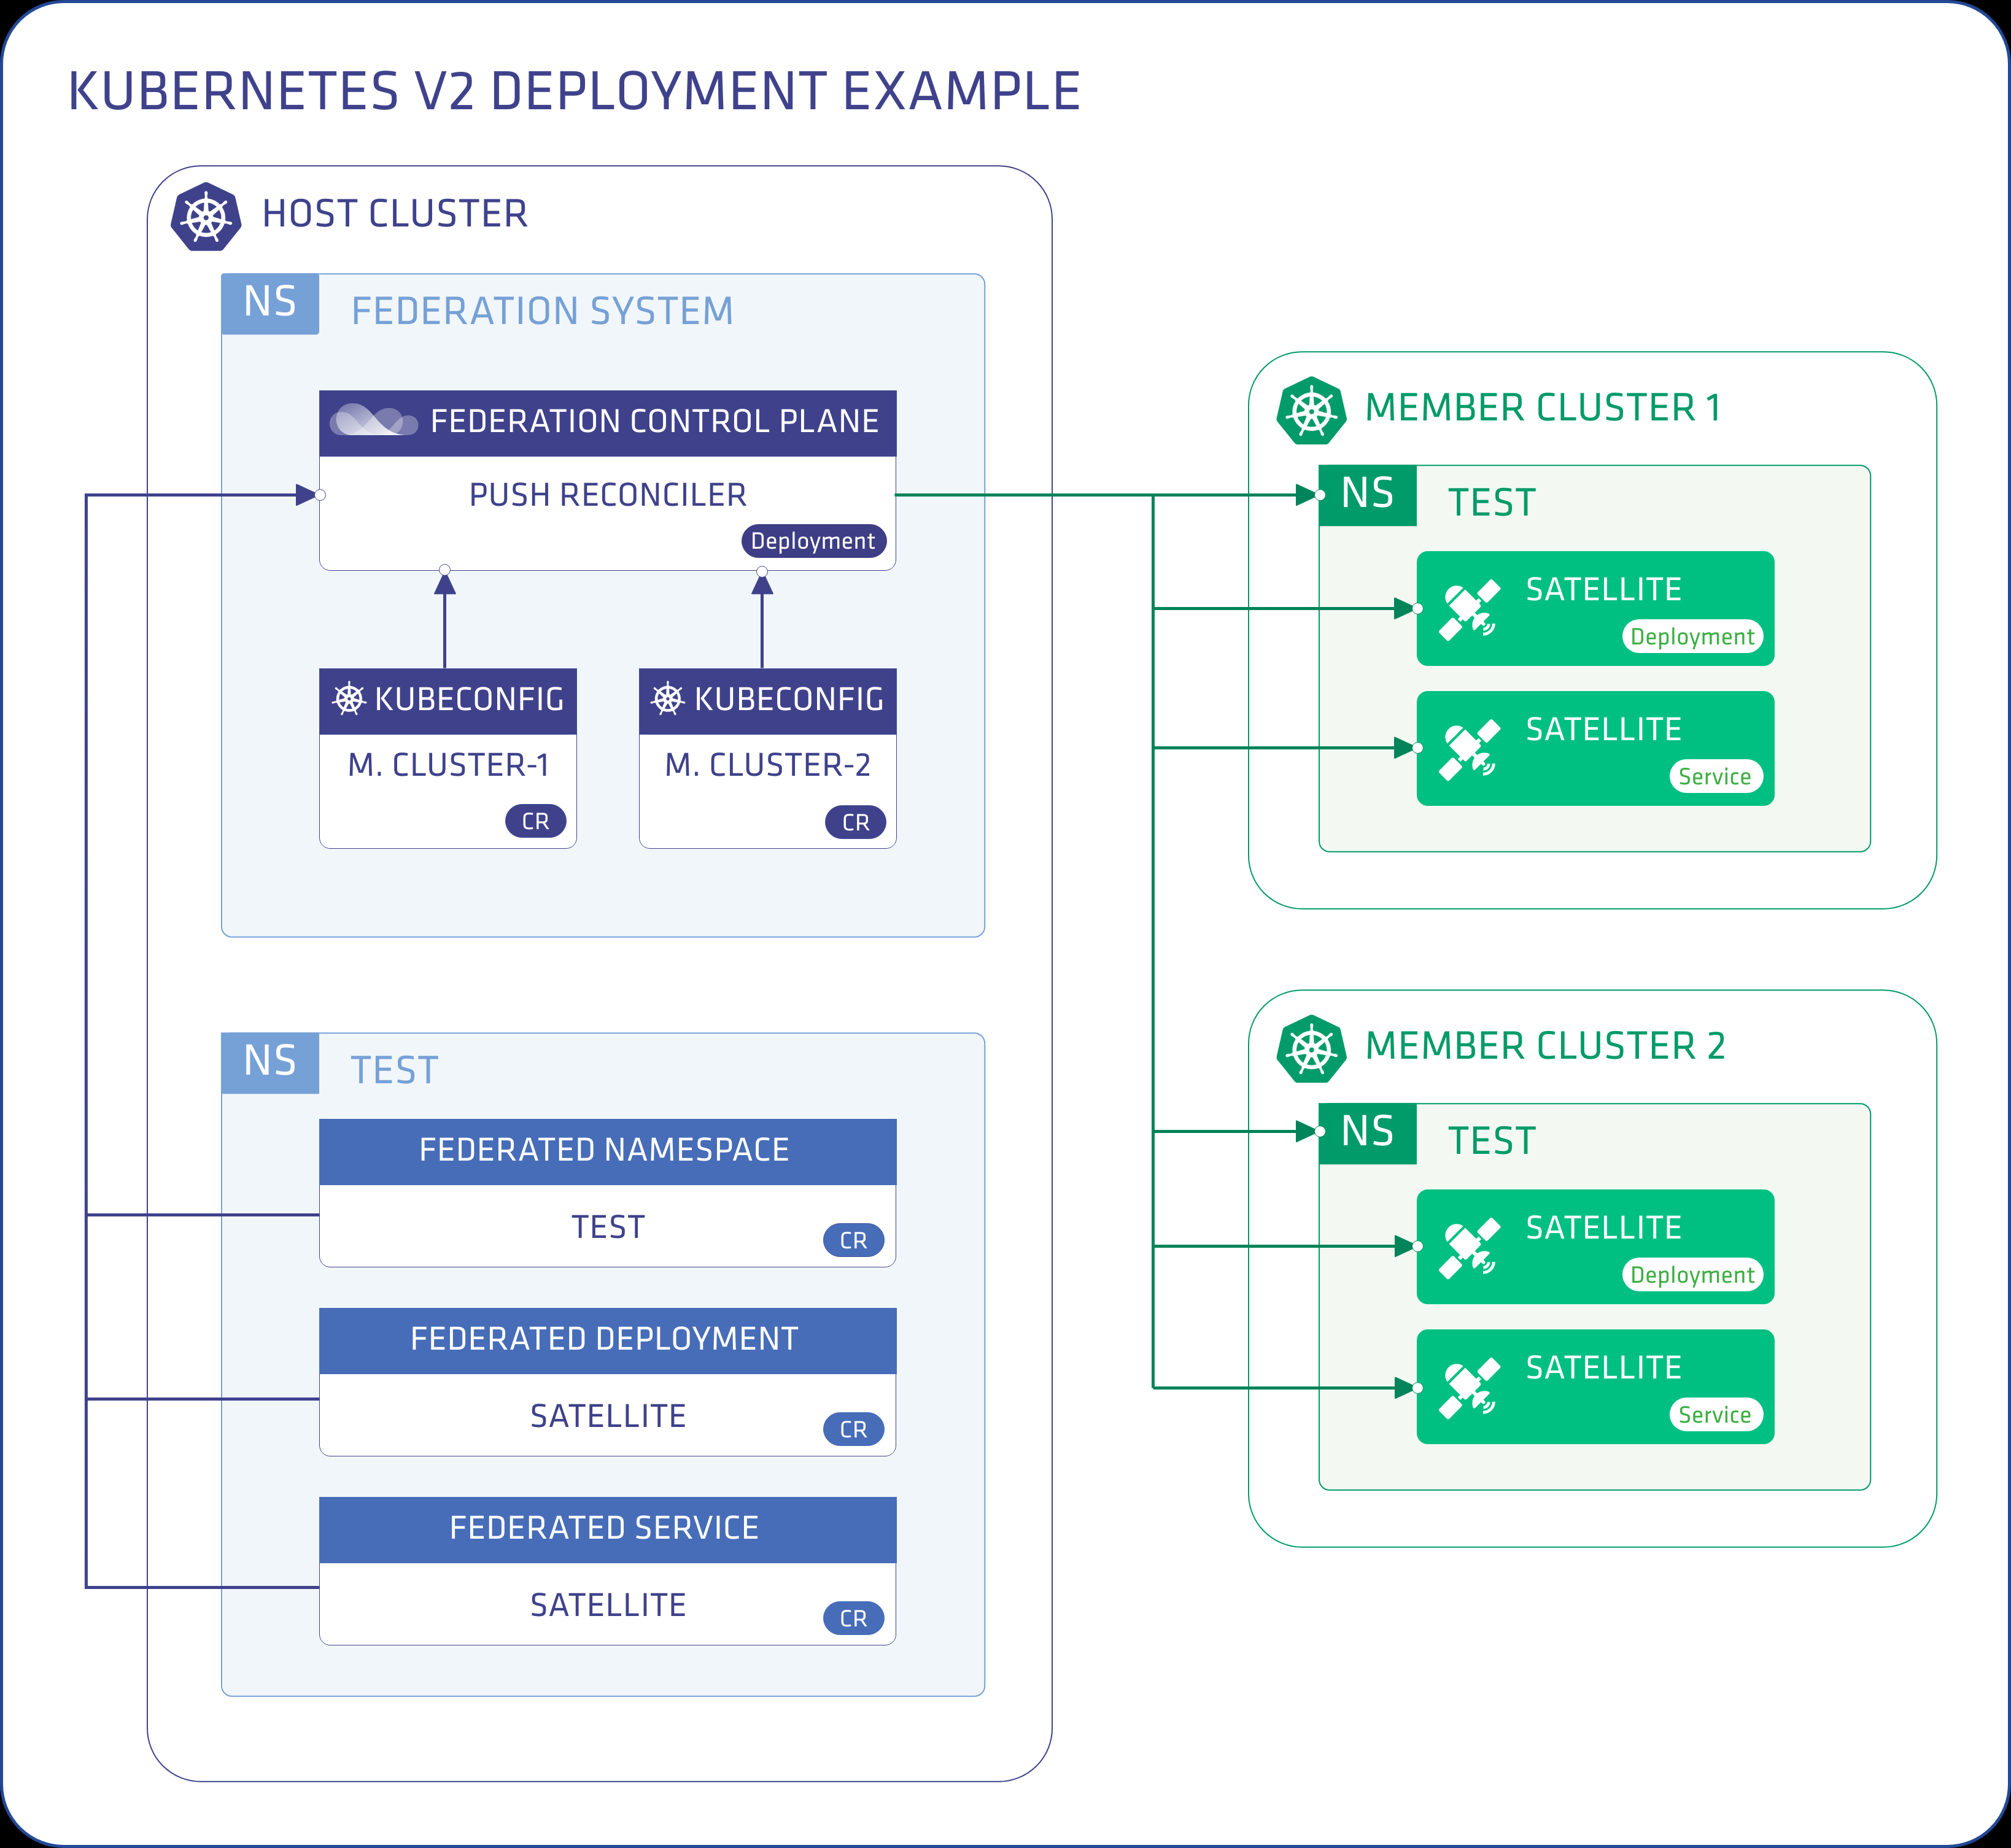 KUBERNETES V2 DEPLOYMENT EXAMPLE
HOST CLUSTER
NS
FEDERATION SYSTEM
FEDERATION CONTROL PLANE
PUSH RECONCILER
Deployment
KUBECONFIG
M. CLUSTER-1
CR
KUBECONFIG
M. CLUSTER-2
CR
NS
TEST
FEDERATED NAMESPACE
TEST
CR
FEDERATED DEPLOYMENT
SATELLITE
CR
FEDERATED SERVICE
SATELLITE
CR
MEMBER CLUSTER 1
NS
TEST
SATELLITE
Deployment
SATELLITE
Service
MEMBER CLUSTER 2
NS
TEST
SATELLITE
Deployment
SATELLITE
Service